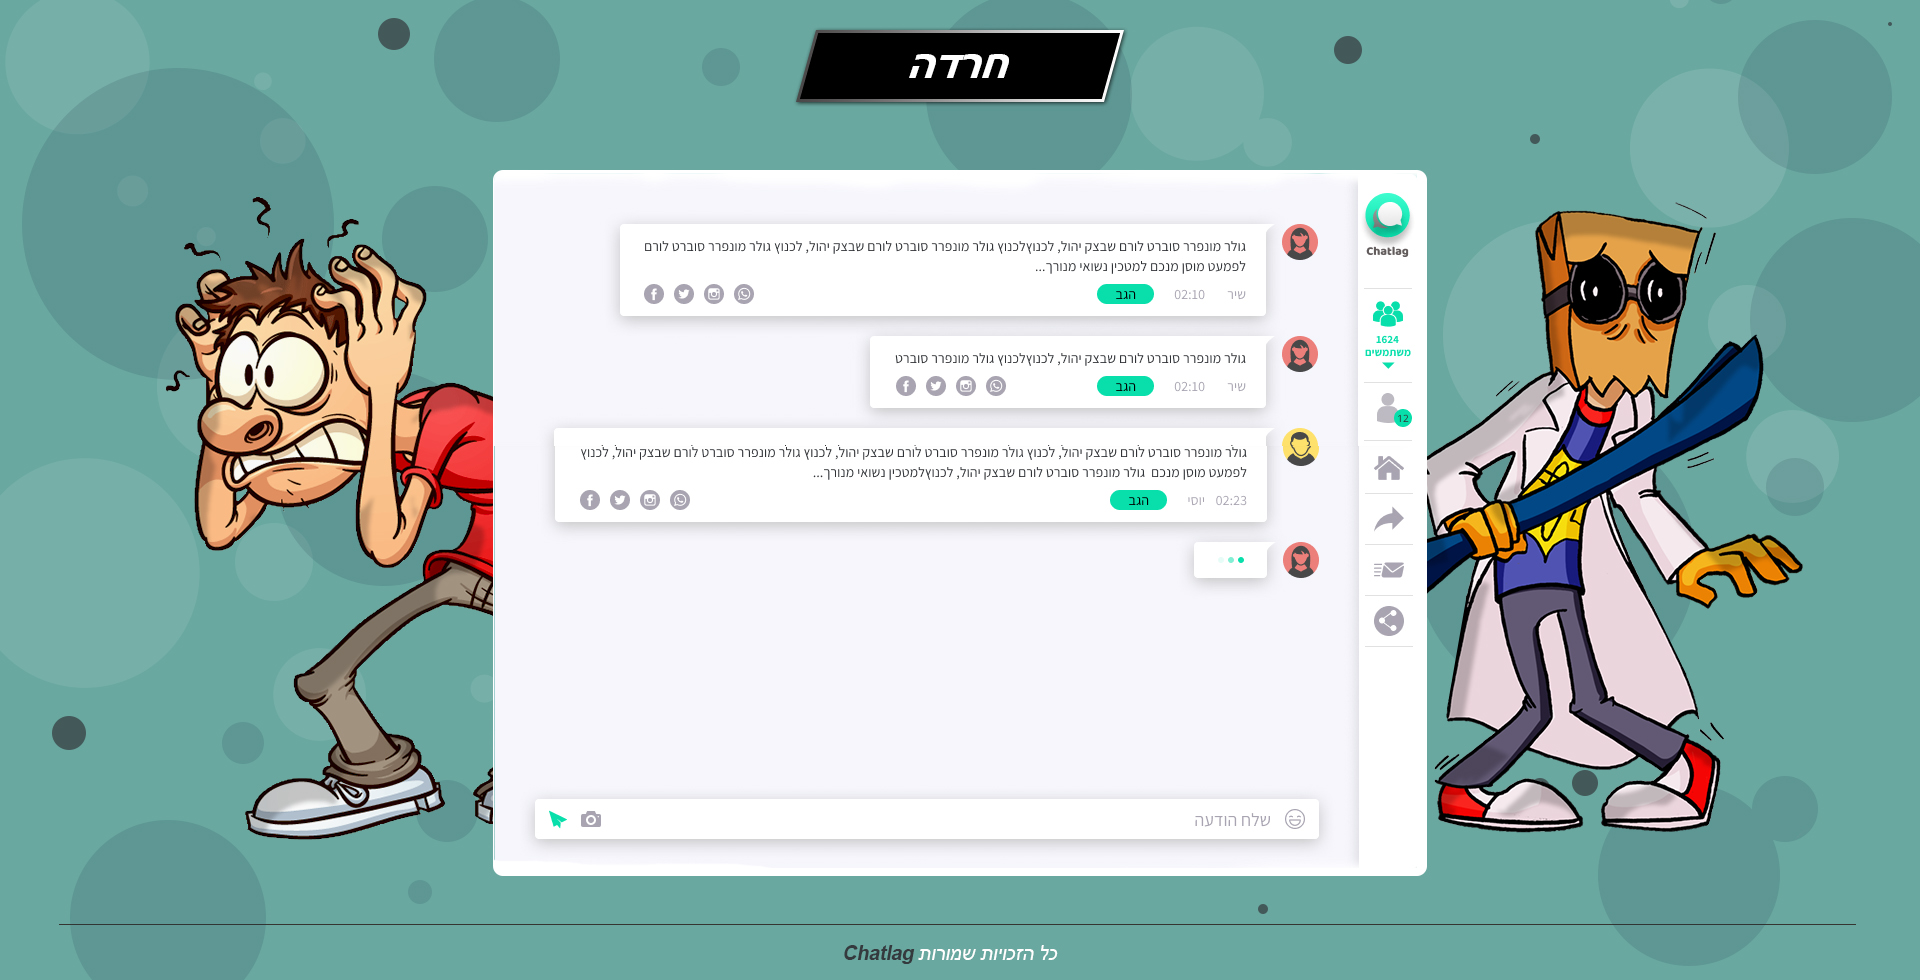 חרדה
Chatlag
1624
משתמשים
12
גולר מונפרר סוברט לורם שבצק יהול, לכנוץלכנוץ גולר מונפרר סוברט לורם שבצק יהול, לכנוץ גולר מונפרר סוברט לורם
לפמעט מוסן מנכם למטכין נשואי מנורך...
שיר 02:10 הגב
גולר מונפרר סוברט לורם שבצק יהול, לכנוץלכנוץ גולר מונפרר סוברט
שיר 02:10 הגב
גולר מונפרר סוברט לורם שבצק יהול, לכנוץ גולר מונפרר סוברט לורם שבצק יהול, לכנוץ גולר מונפרר סוברט לורם שבצק יהול, לכנוץ
לפמעט מוסן מנכם גולר מונפרר סוברט לורם שבצק יהול, לכנוץלמטכין נשואי מנורך...
02:23 יוסי הגב
שלח הודעה
כל הזכויות שמורות Chatlag